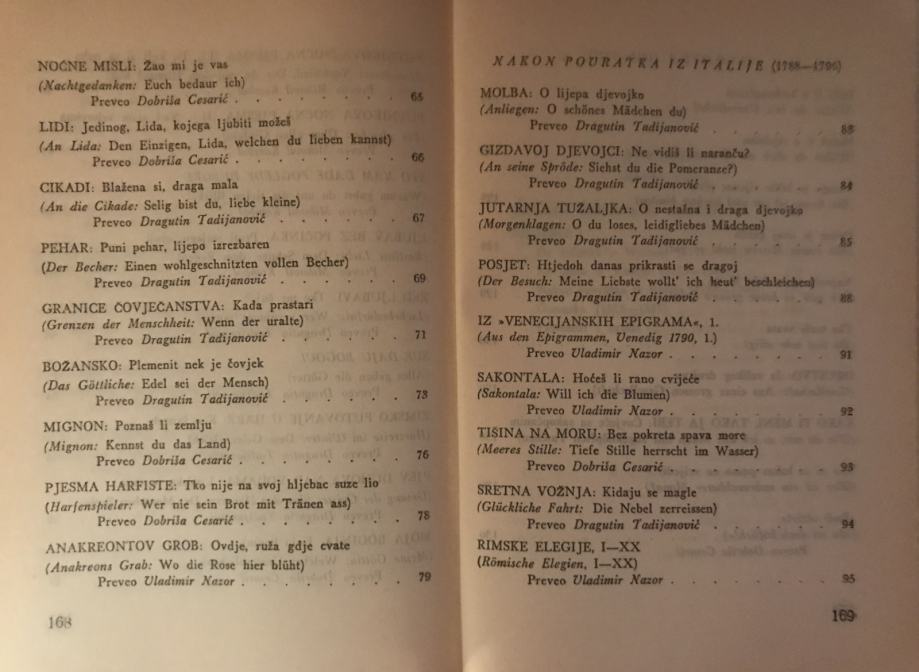 NOĆNE MISLI: Žao mi je vas
(Nachtgedanken: Euch bedaur ich)
Preveo Dobriša Cesarić . . . . . . . . 65
LIDI: Jedinog, Lida, kojega ljubiti možeš
(An Lida: Den Einzigen, Lida, welchen du lieben kannst)
Preveo Dobriša Cesarić . . . . . . . . 66
CIKADI: Blažena si, draga mala
(An die Cikade: Selig bist du, liebe kleine)
Preveo Dragutin Tadijanović . . . . . . 67
PEHAR: Puni pehar, lijepo izrezbaren
(Der Becher: Einen wohlgeschnitzten vollen Becher)
Preveo Dragutin Tadijanović . . . . . . 69
GRANICE ČOVJEČANSTVA: Kada prastari
(Grenzen der Menschheit: Wenn der uralte)
Preveo Dragutin Tadijanović . . . . . . 71
BOŽANSKO: Plemenit nek je čovjek
(Das Göttliche: Edel sei der Mensch)
Preveo Dragutin Tadijanović . . . . . . 73
MIGNON: Poznaš li zemlju
(Mignon: Kennst du das Land)
Preveo Dobriša Cesarić . . . . . . . . 76
PJESMA HARFISTE: Tko nije na svoj hljebac suze lio
(Harfenspieler: Wer nie sein Brot mit Tränen ass)
Preveo Dobriša Cesarić . . . . . . . . 78
ANAKREONTOV GROB: Ovdje, ruža gdje cvate
(Anakreons Grab: Wo die Rose hier blüht)
Preveo Vladimir Nazor . . . . . . . . 79
168
NAKON POVRATKA IZ ITALIJE (1788—1796)
MOLBA: O lijepa djevojko
(Anliegen: O schönes Mädchen du)
Preveo Dragutin Tadijanović . . . . . . 83
GIZDAVOJ DJEVOJCI: Ne vidiš li naranču?
(An seine Spröde: Siehst du die Pomeranze?)
Preveo Dragutin Tadijanović . . . . . . 84
JUTARNJA TUŽALJKA: O nestalna i draga djevojko
(Morgenklagen: O du loses, leidigliebes Mädchen)
Preveo Dragutin Tadijanović . . . . . . 85
POSJET: Htjedoh danas prikrasti se dragoj
(Der Besuch: Meine Liebste wollt' ich heut' beschleichen)
Preveo Dragutin Tadijanović . . . . . . 88
IZ »VENECIJANSKIH EPIGRAMA«, 1.
(Aus den Epigrammen, Venedig 1790, 1.)
Preveo Vladimir Nazor . . . . . . . . 91
SAKONTALA: Hoćeš li rano cvijeće
(Sakontala: Will ich die Blumen)
Preveo Vladimir Nazor . . . . . . . . 92
TIŠINA NA MORU: Bez pokreta spava more
(Meeres Stille: Tiefe Stille herrscht im Wasser)
Preveo Dobriša Cesarić . . . . . . . . 93
SRETNA VOŽNJA: Kidaju se magle
(Glückliche Fahrt: Die Nebel zerreissen)
Preveo Dragutin Tadijanović . . . . . . 94
RIMSKE ELEGIJE, I—XX
(Römische Elegien, I—XX)
Preveo Vladimir Nazor . . . . . . . . 95
169